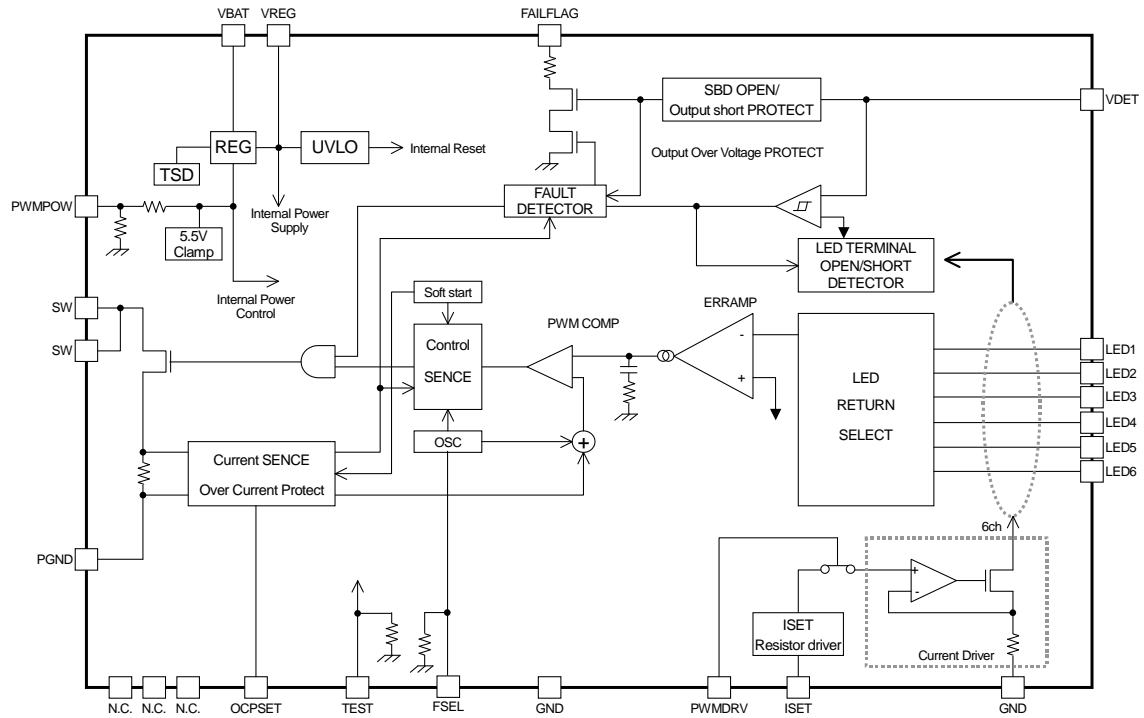 VBAT VREG FAILFLAG
SBD OPEN/
Output short PROTECT
VDET
REG
UVLO
Internal Reset
TSD
Output Over Voltage PROTECT
PWMPOW
Internal Power
Supply
FAULT
DETECTOR
5.5V
Clamp
LED TERMINAL
OPEN/SHORT
DETECTOR
Internal Power
Control
SW
Soft start
ERRAMP
PWM COMP
SW
Control
SENCE
-
+
LED
RETURN
SELECT
LED1
LED2
LED3
LED4
LED5
LED6
OSC
+
Current SENCE
Over Current Protect
6ch
PGND
+
-
ISET
Resistor driver
Current Driver
N.C. N.C. N.C. OCPSET TEST FSEL GND PWMDRV ISET GND